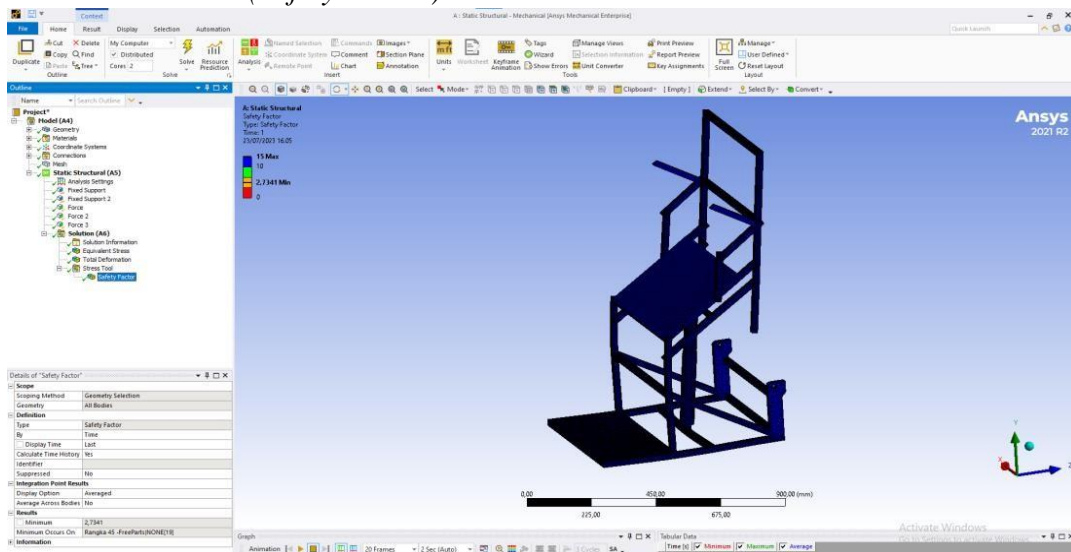 Context
A : Static Structural - Mechanical [Ansys Mechanical Enterprise]
File Home Result Display Selection Automation
Quick Launch
Duplicate
Cut
Copy
Paste
Delete
Find
Tree
Outline
My Computer
Distributed
Cores 2
Solve
Resource Prediction
Solve
Analysis
Named Selection
Coordinate System
Remote Point
Commands
Comment
Chart
Images
Section Plane
Annotation
Insert
Units
Worksheet
Keyframe Animation
Tags
Wizard
Show Errors
Manage Views
Selection Information
Unit Converter
Print Preview
Report Preview
Key Assignments
Tools
Full Screen
Manage
User Defined
Reset Layout
Layout
Outline
Select Mode
Clipboard [ Empty ] Extend Select By Convert
Name Search Outline
Project*
Model (A4)
Geometry
Materials
Coordinate Systems
Connections
Mesh
Static Structural (A5)
Analysis Settings
Fixed Support
Fixed Support 2
Force
Force 2
Force 3
Solution (A6)
Solution Information
Equivalent Stress
Total Deformation
Stress Tool
Safety Factor
A: Static Structural
Safety Factor
Type: Safety Factor
Time: 1
23/07/2023 16.05
15 Max
10
2,7341 Min
0
Ansys
2021 R2
Details of "Safety Factor"
Scope
Scoping Method Geometry Selection
Geometry All Bodies
Definition
Type Safety Factor
By Time
Display Time Last
Calculate Time History Yes
Identifier
Suppressed No
Integration Point Results
Display Option Averaged
Average Across Bodies No
Results
Minimum 2,7341
Minimum Occurs On Rangka 45 -FreeParts|NONE[19]
Information
0,00 450,00 900,00 (mm)
225,00 675,00
Y
X
Z
Activate Windows
Go to Settings to activate Windows.
Graph
Tabular Data
Animation 20 Frames 2 Sec (Auto) 3 Cycles
Time [s] Minimum Maximum Average